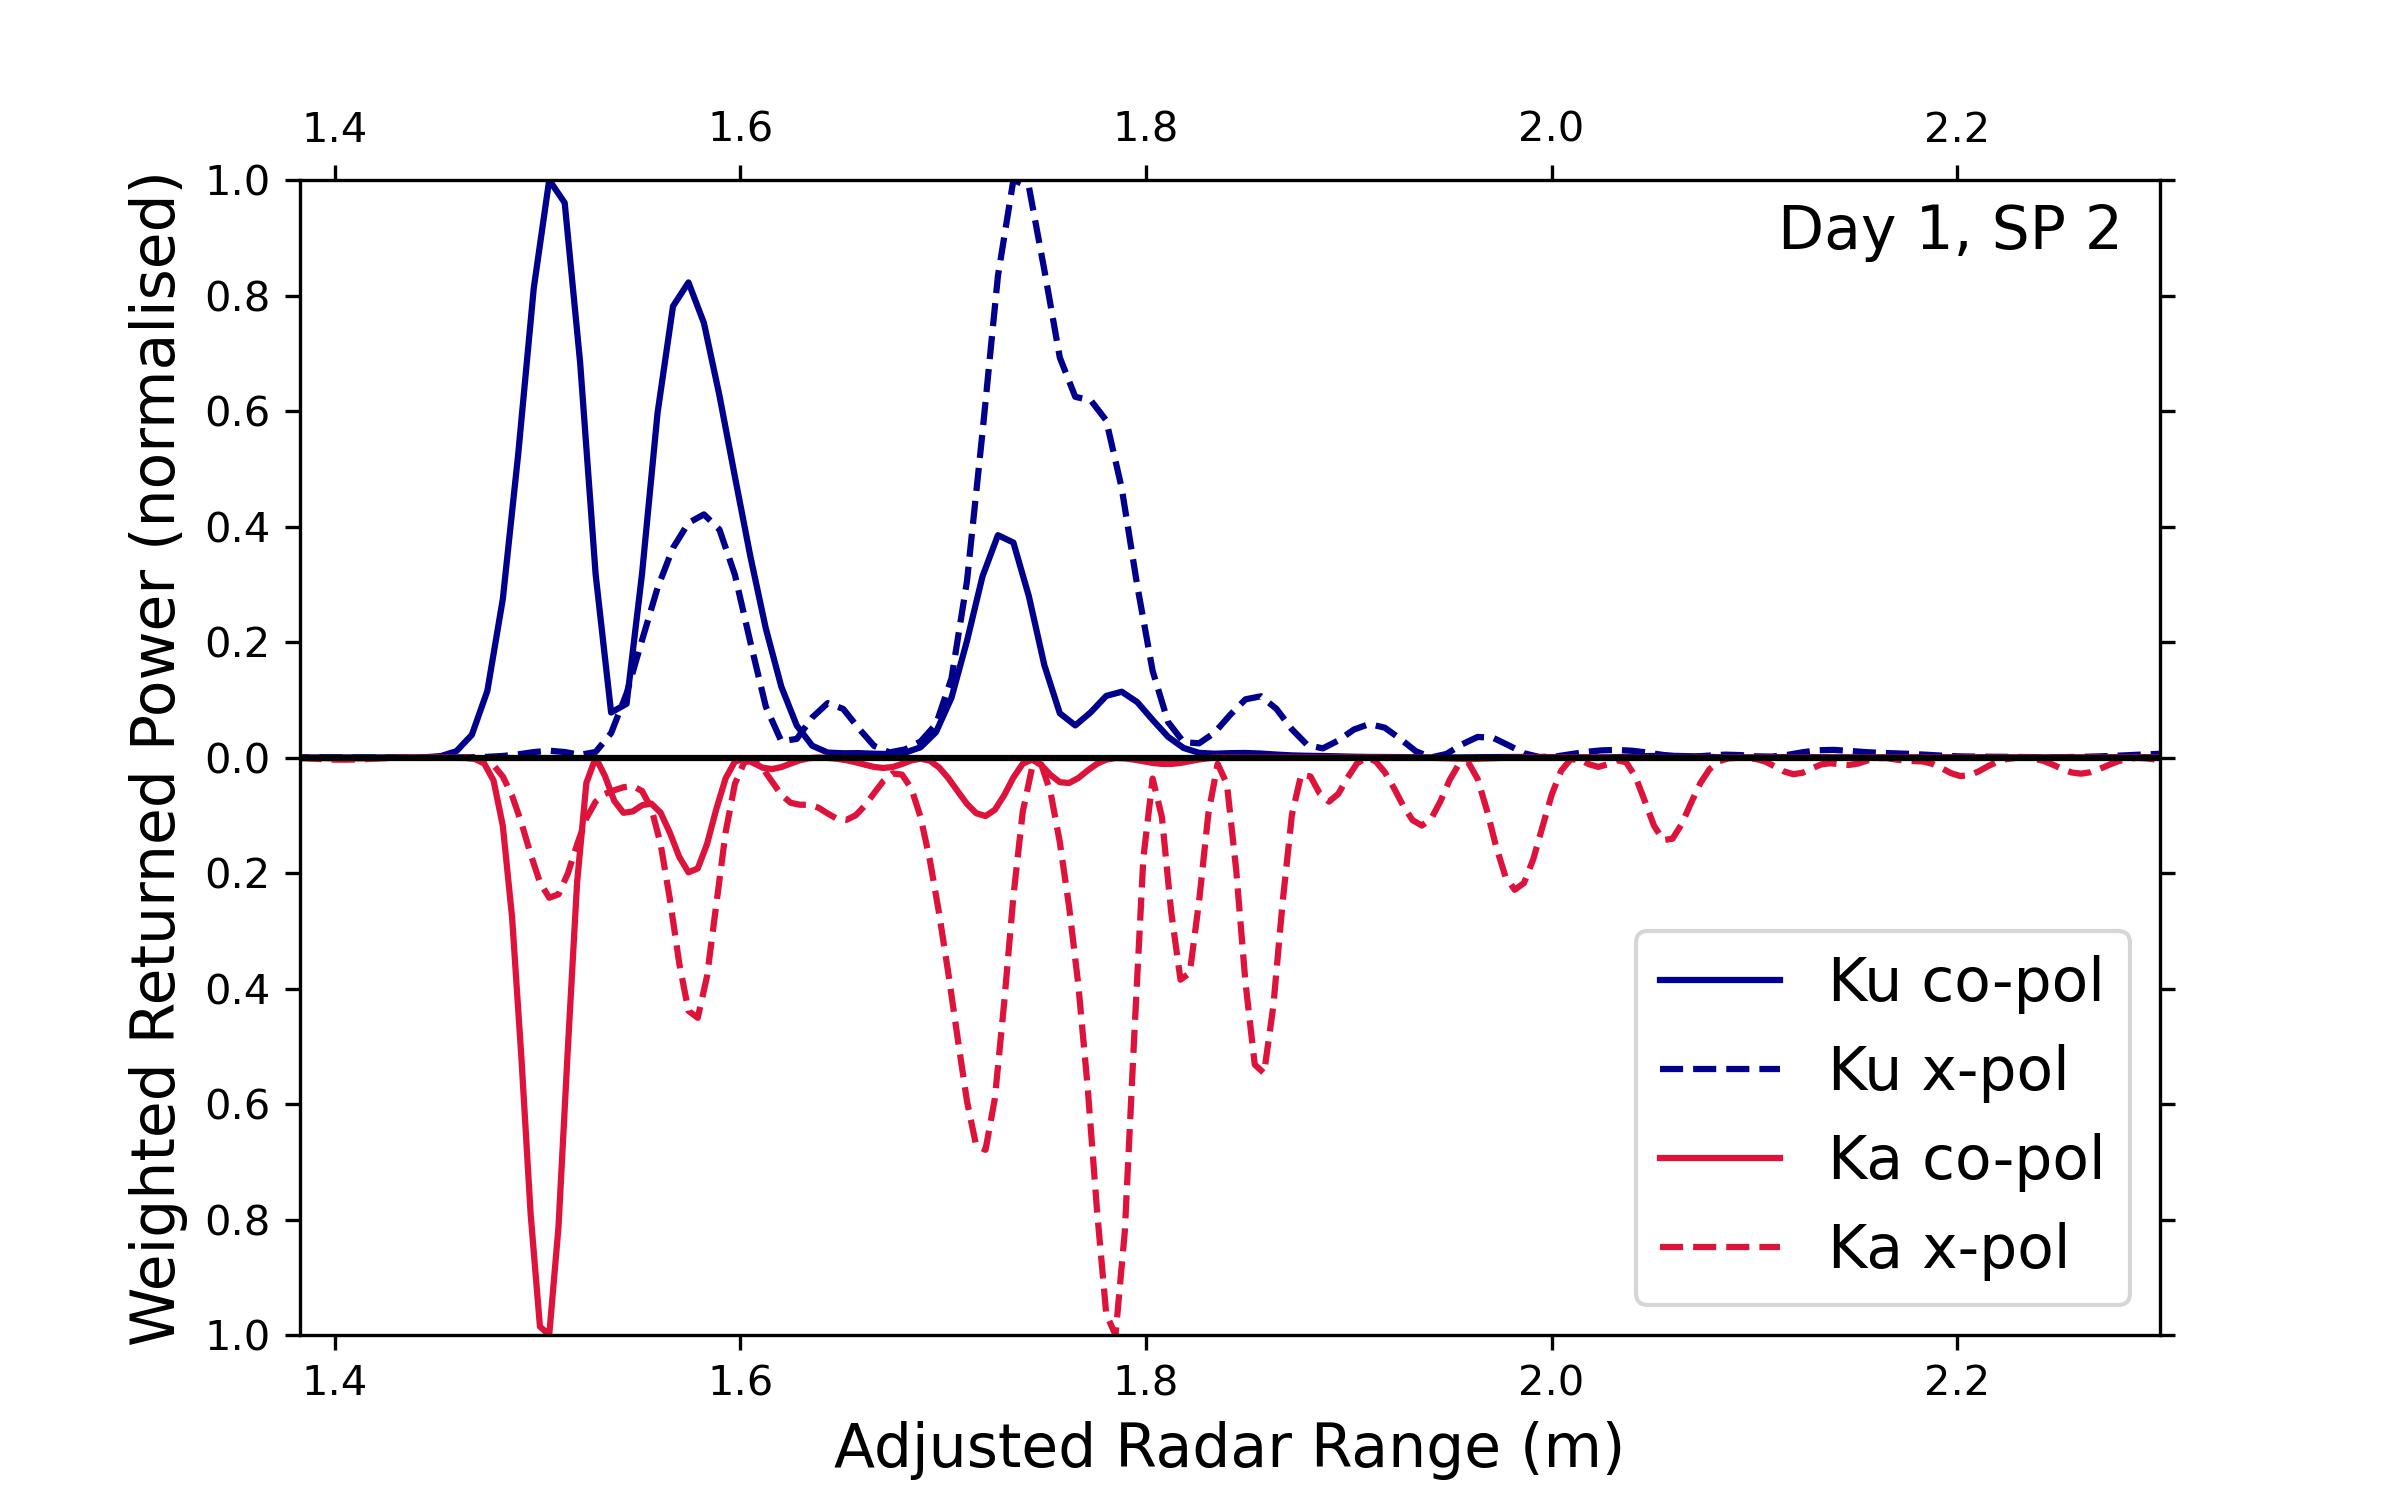 1.4 1.6 1.8 2.0 2.2
Day 1, SP 2
Weighted Returned Power (normalised)
1.0
0.8
0.6
0.4
0.2
0.0
0.2
0.4
0.6
0.8
1.0
Ku co-pol
Ku x-pol
Ka co-pol
Ka x-pol
1.4 1.6 1.8 2.0 2.2
Adjusted Radar Range (m)